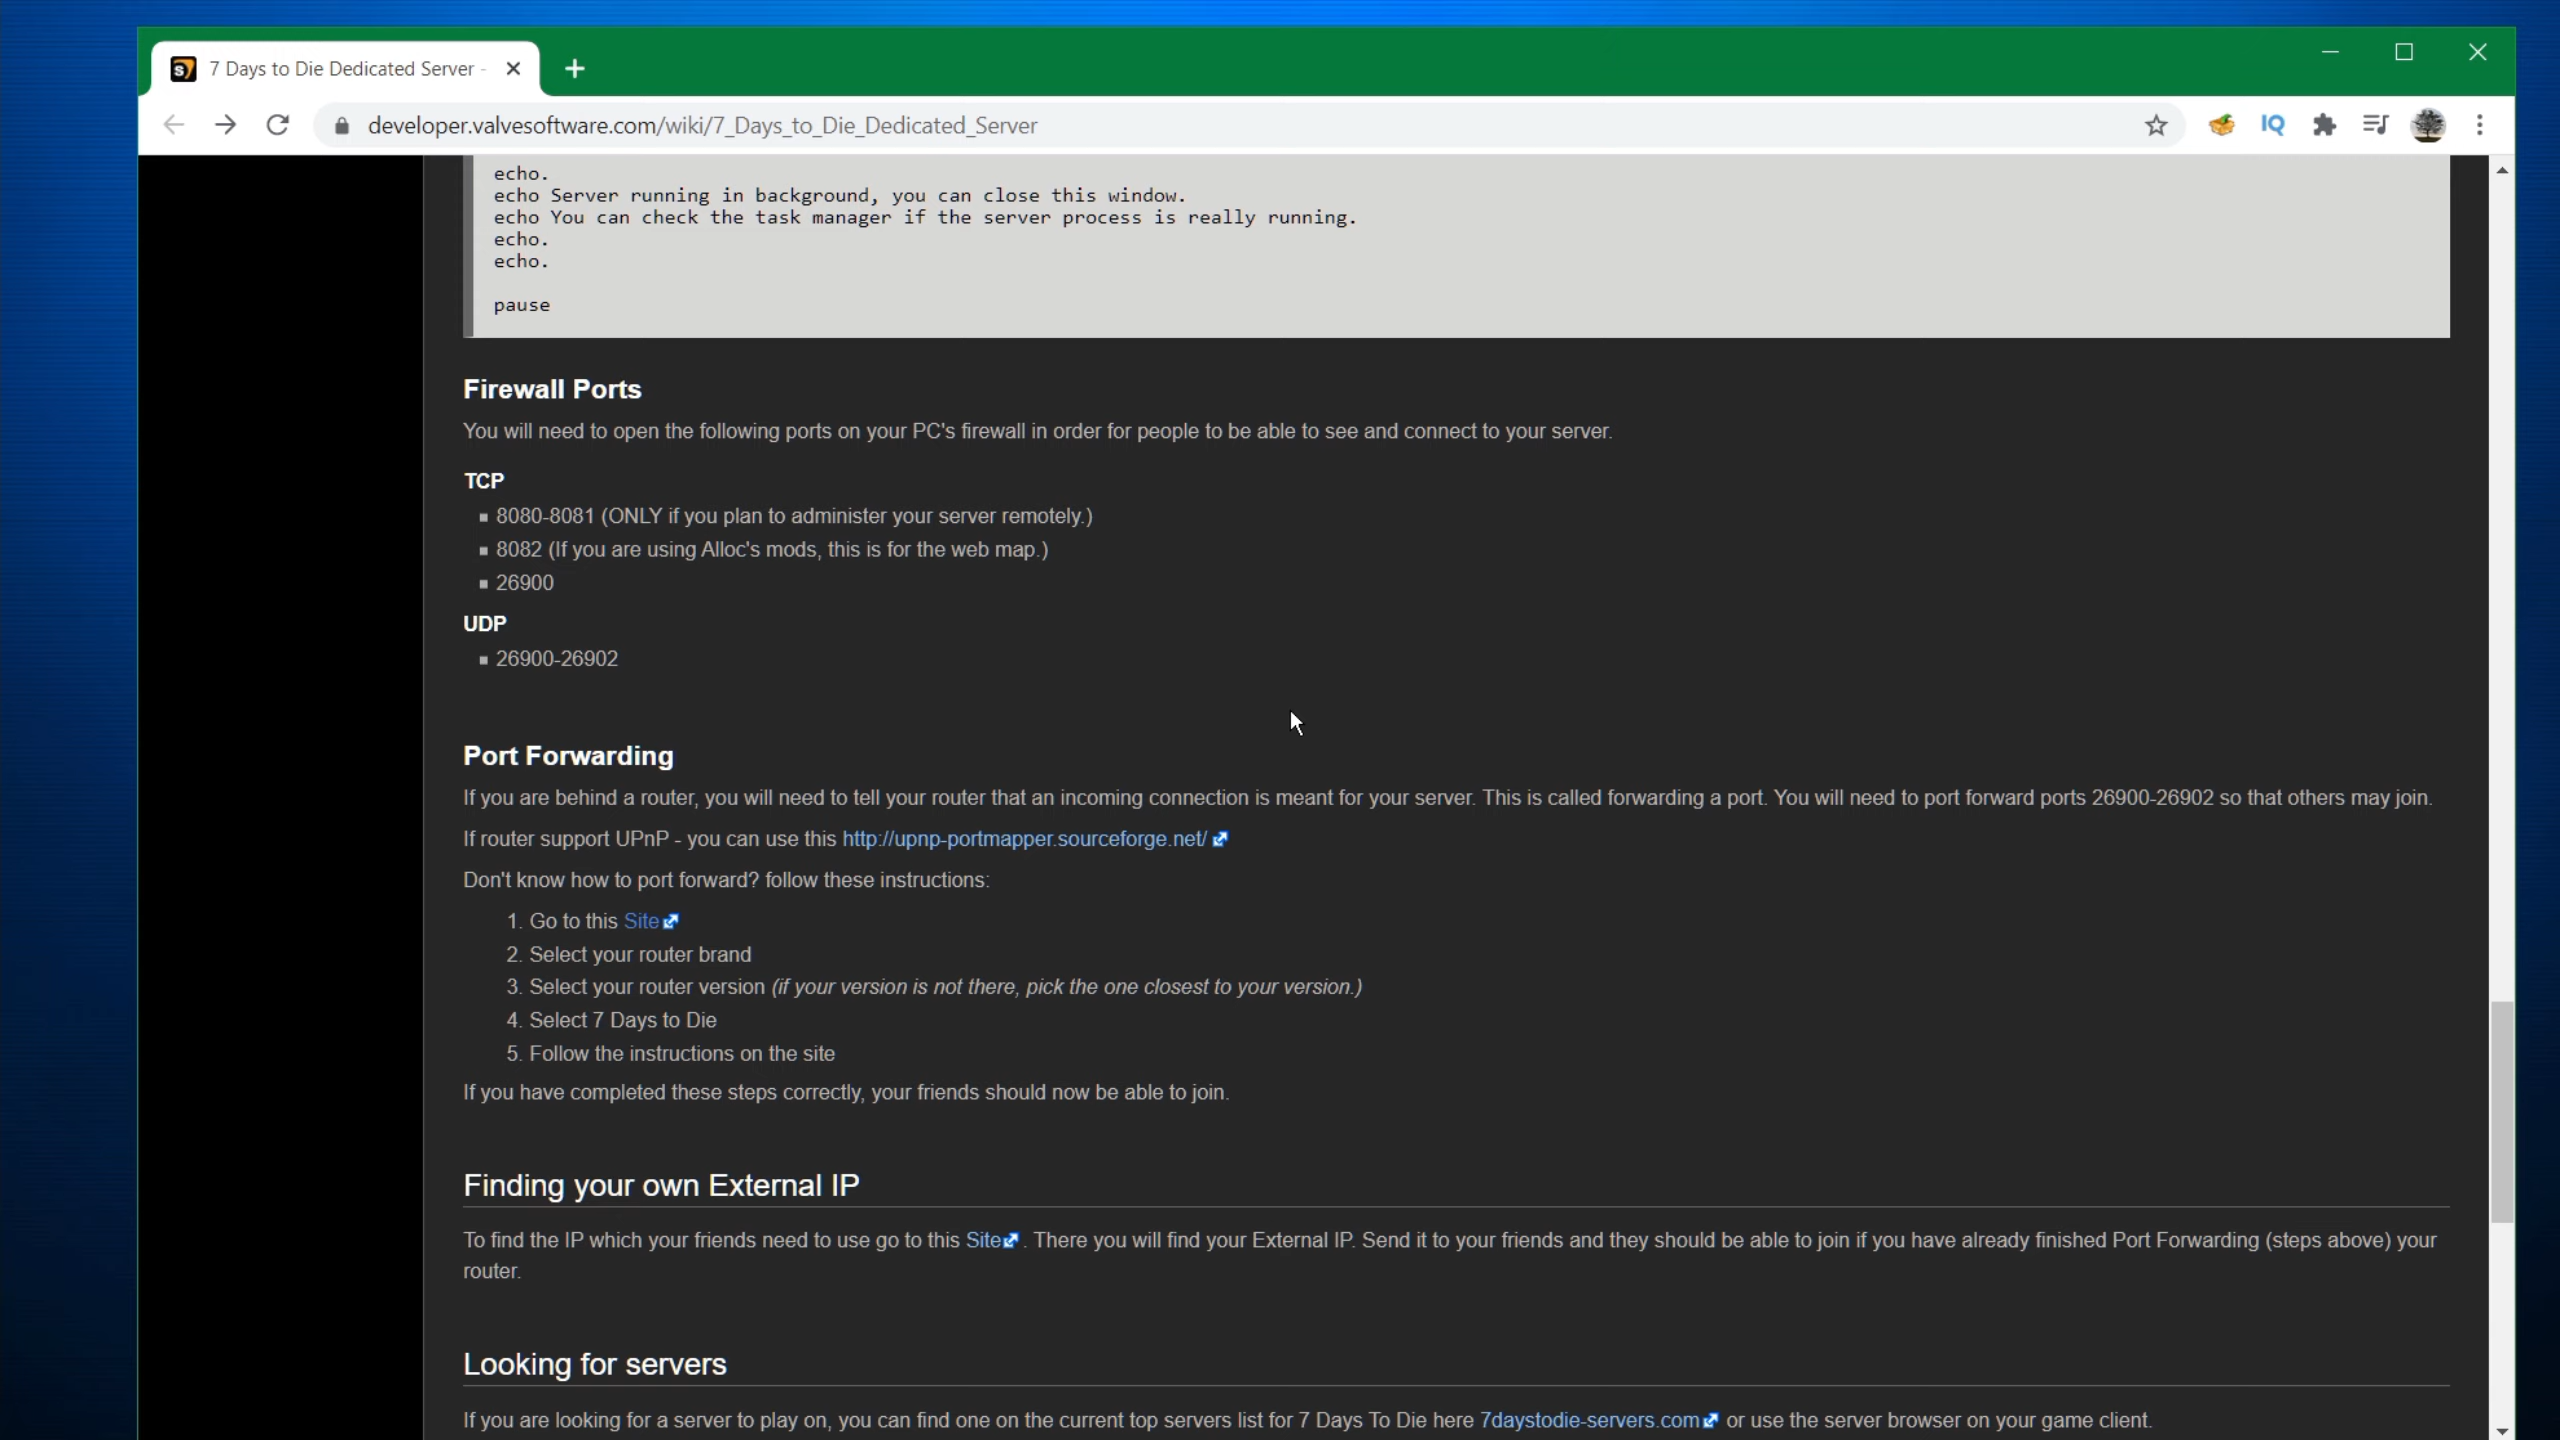 7 Days to Die Dedicated Server -
developer.valvesoftware.com/wiki/7_Days_to_Die_Dedicated_Server
IQ
echo.
echo Server running in background, you can close this window.
echo You can check the task manager if the server process is really running.
echo.
echo.
pause
Firewall Ports
You will need to open the following ports on your PC's firewall in order for people to be able to see and connect to your server.
TCP
8080-8081 (ONLY if you plan to administer your server remotely.)
8082 (If you are using Alloc's mods, this is for the web map.)
26900
UDP
26900-26902
Port Forwarding
If you are behind a router, you will need to tell your router that an incoming connection is meant for your server. This is called forwarding a port. You will need to port forward ports 26900-26902 so that others may join.
If router support UPnP - you can use this http://upnp-portmapper.sourceforge.net/
Don't know how to port forward? follow these instructions:
1. Go to this Site
2. Select your router brand
3. Select your router version (if your version is not there, pick the one closest to your version.)
4. Select 7 Days to Die
5. Follow the instructions on the site
If you have completed these steps correctly, your friends should now be able to join.
Finding your own External IP
To find the IP which your friends need to use go to this Site . There you will find your External IP. Send it to your friends and they should be able to join if you have already finished Port Forwarding (steps above) your
router.
Looking for servers
If you are looking for a server to play on, you can find one on the current top servers list for 7 Days To Die here 7daystodie-servers.com or use the server browser on your game client.